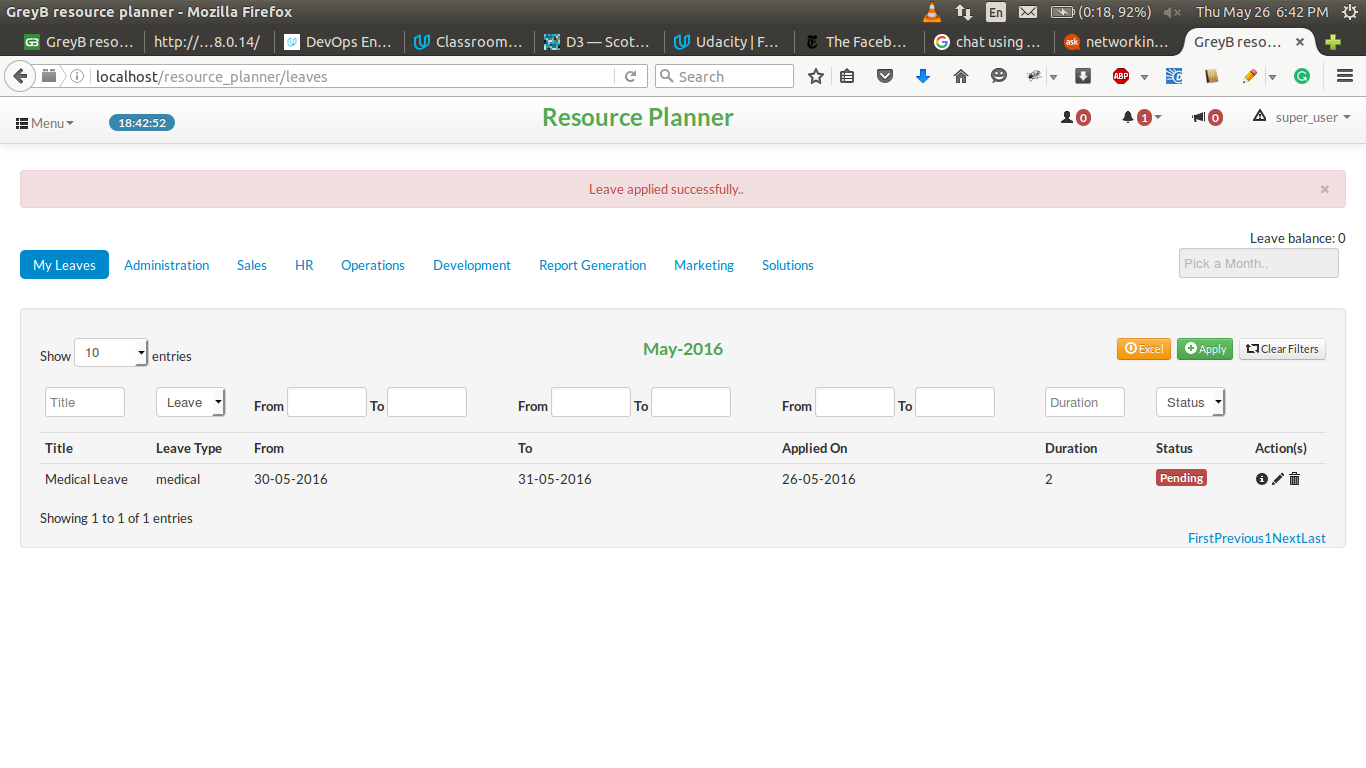 GreyB resource planner - Mozilla Firefox En (0:18, 92%) Thu May 26 6:42 PM
GreyB reso... http://...8.0.14/ DevOps En... Classroom... D3 — Scot... Udacity | F... The Faceb... chat using ... networkin... GreyB reso...
localhost/resource_planner/leaves Search ABP
Menu 18:42:52 Resource Planner 0 1 0 super_user
Leave applied successfully.. ×
Leave balance: 0
My Leaves Administration Sales HR Operations Development Report Generation Marketing Solutions Pick a Month..
Show 10 entries May-2016 Excel Apply Clear Filters
Title Leave From To From To From To Duration Status
Title Leave Type From To Applied On Duration Status Action(s)
Medical Leave medical 30-05-2016 31-05-2016 26-05-2016 2 Pending
Showing 1 to 1 of 1 entries
FirstPrevious1NextLast